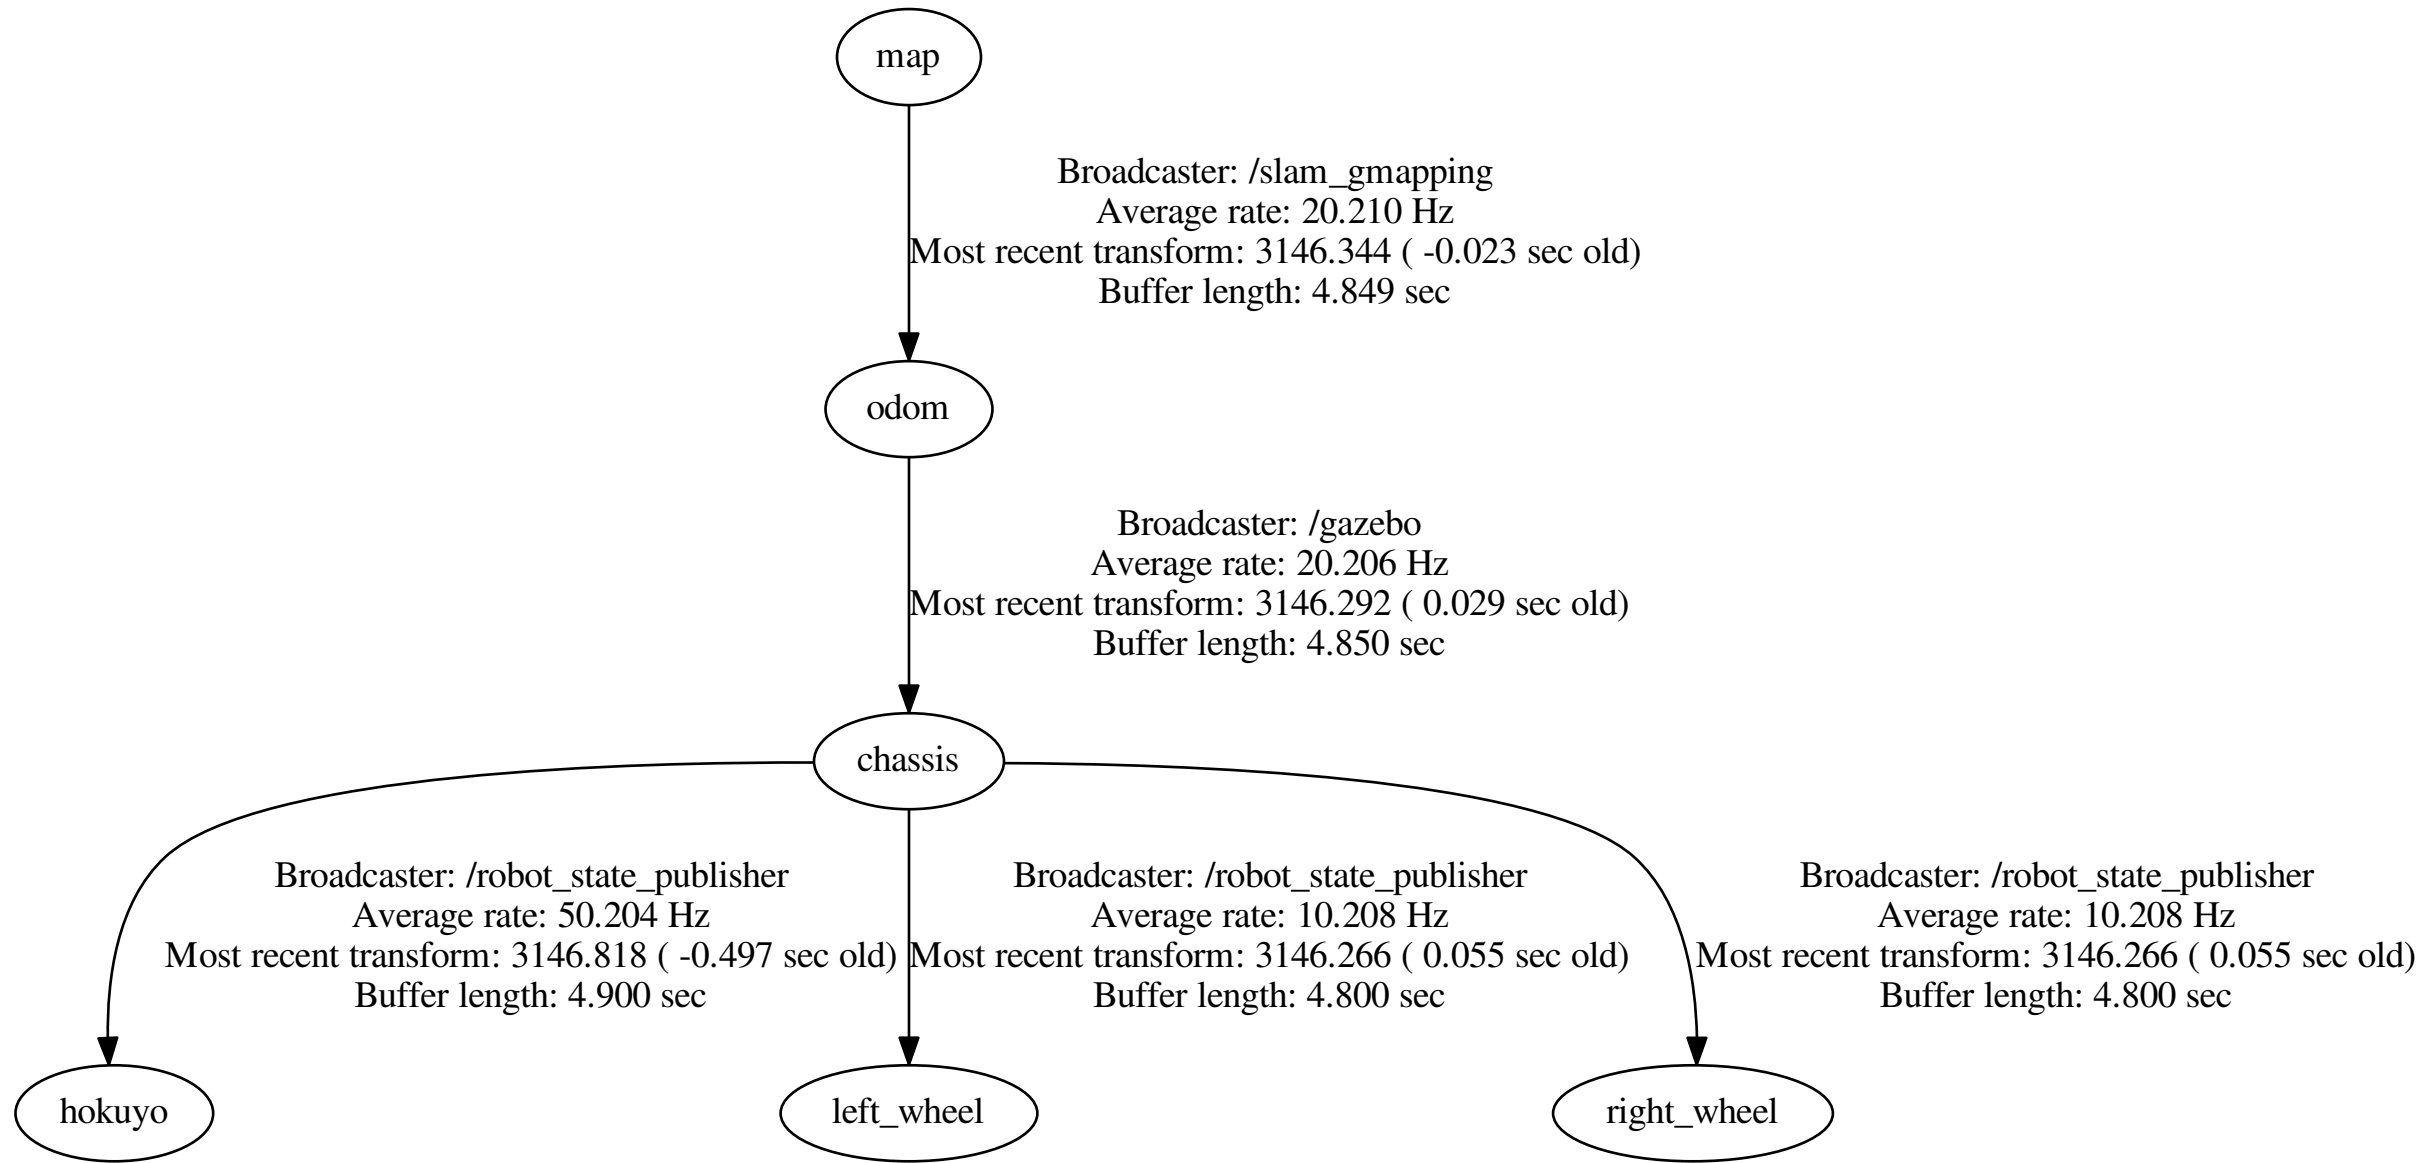 map
Broadcaster: /slam_gmapping
Average rate: 20.210 Hz
Most recent transform: 3146.344 ( -0.023 sec old)
Buffer length: 4.849 sec
odom
Broadcaster: /gazebo
Average rate: 20.206 Hz
Most recent transform: 3146.292 ( 0.029 sec old)
Buffer length: 4.850 sec
chassis
Broadcaster: /robot_state_publisher
Average rate: 50.204 Hz
Most recent transform: 3146.818 ( -0.497 sec old)
Buffer length: 4.900 sec
Broadcaster: /robot_state_publisher
Average rate: 10.208 Hz
Most recent transform: 3146.266 ( 0.055 sec old)
Buffer length: 4.800 sec
Broadcaster: /robot_state_publisher
Average rate: 10.208 Hz
Most recent transform: 3146.266 ( 0.055 sec old)
Buffer length: 4.800 sec
hokuyo
left_wheel
right_wheel